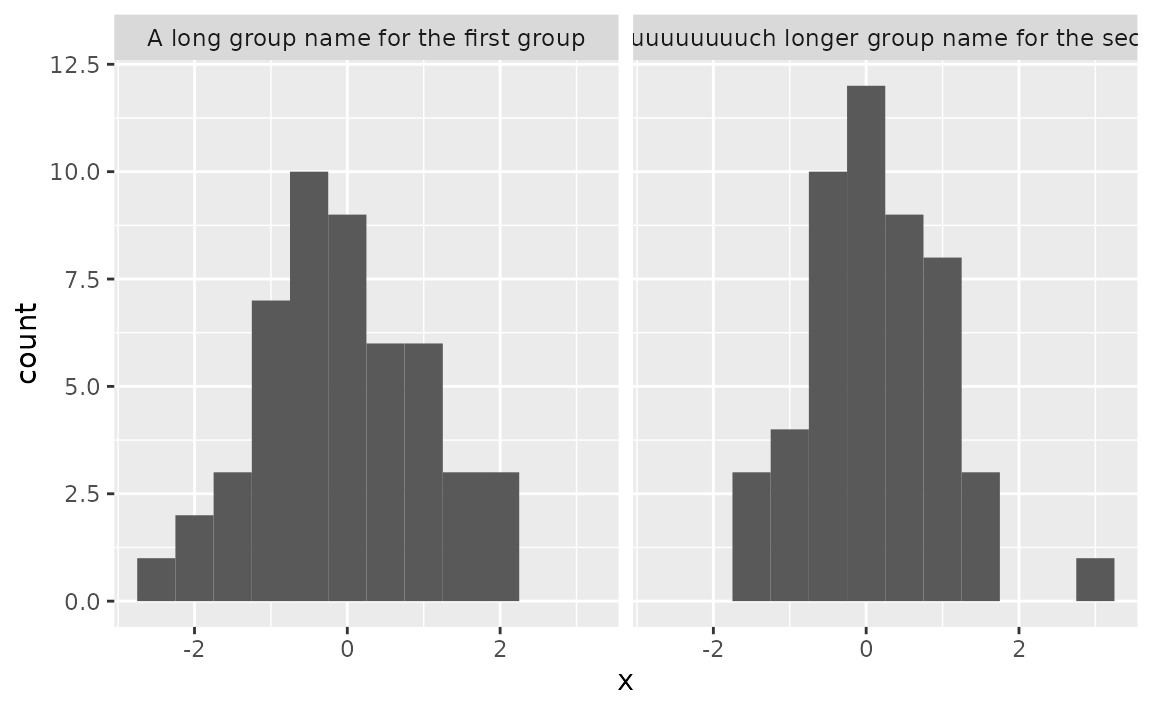 A long group name for the first group
uuuuuuuuch longer group name for the sec
12.5
10.0
7.5
5.0
2.5
0.0
count
-2 0 2
-2 0 2
x